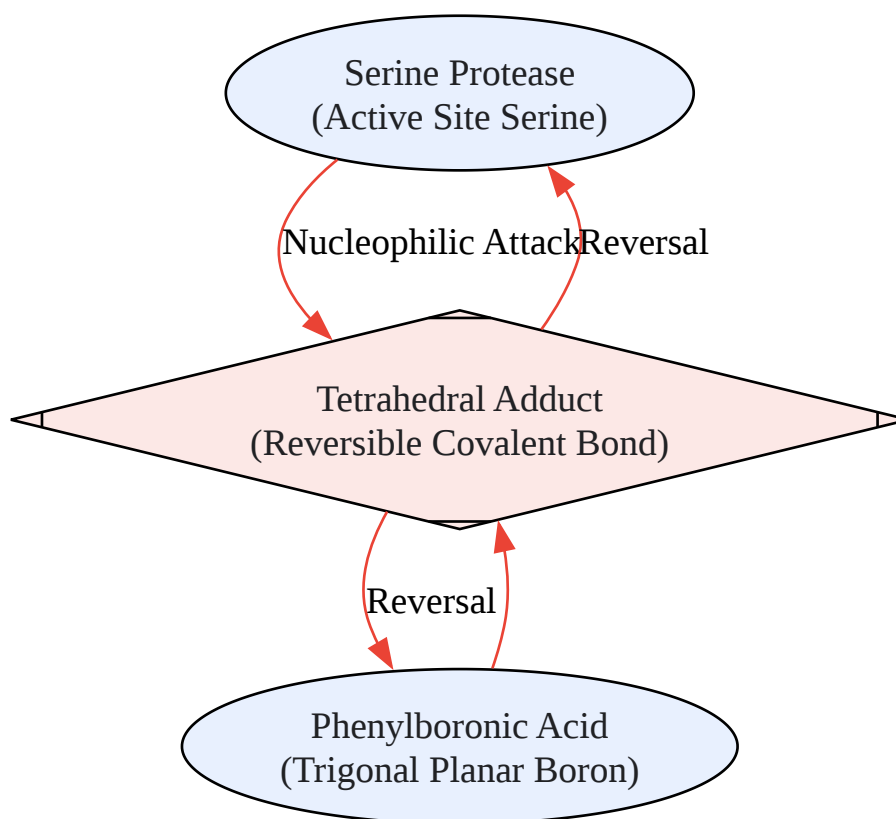 Serine Protease
(Active Site Serine)
Nucleophilic Attack
Reversal
Tetrahedral Adduct
(Reversible Covalent Bond)
Reversal
Phenylboronic Acid
(Trigonal Planar Boron)